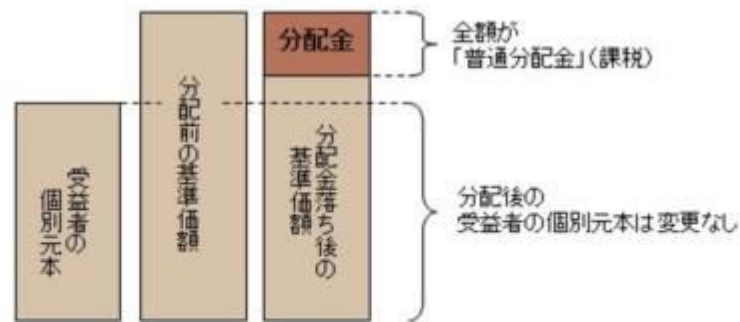 受益者の
個別元本
分配前の基準価額
分配金
分配金落ち後の
基準価額
全額が
「普通分配金」(課税)
分配後の
受益者の個別元本は変更なし